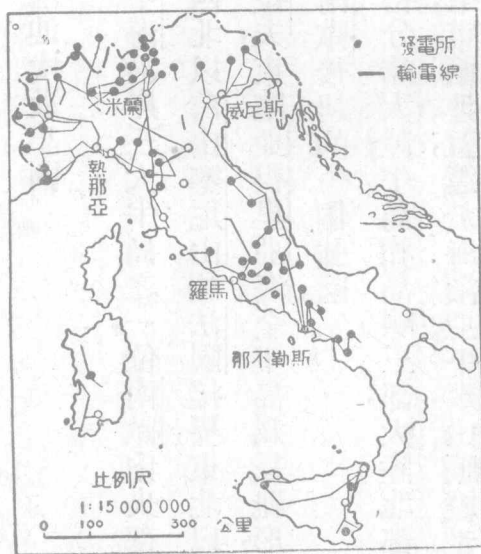 發電所
輸電線
米蘭
威尼斯
熱那亞
羅馬
那不勒斯
比例尺
1:15 000 000
0 100 300 公里